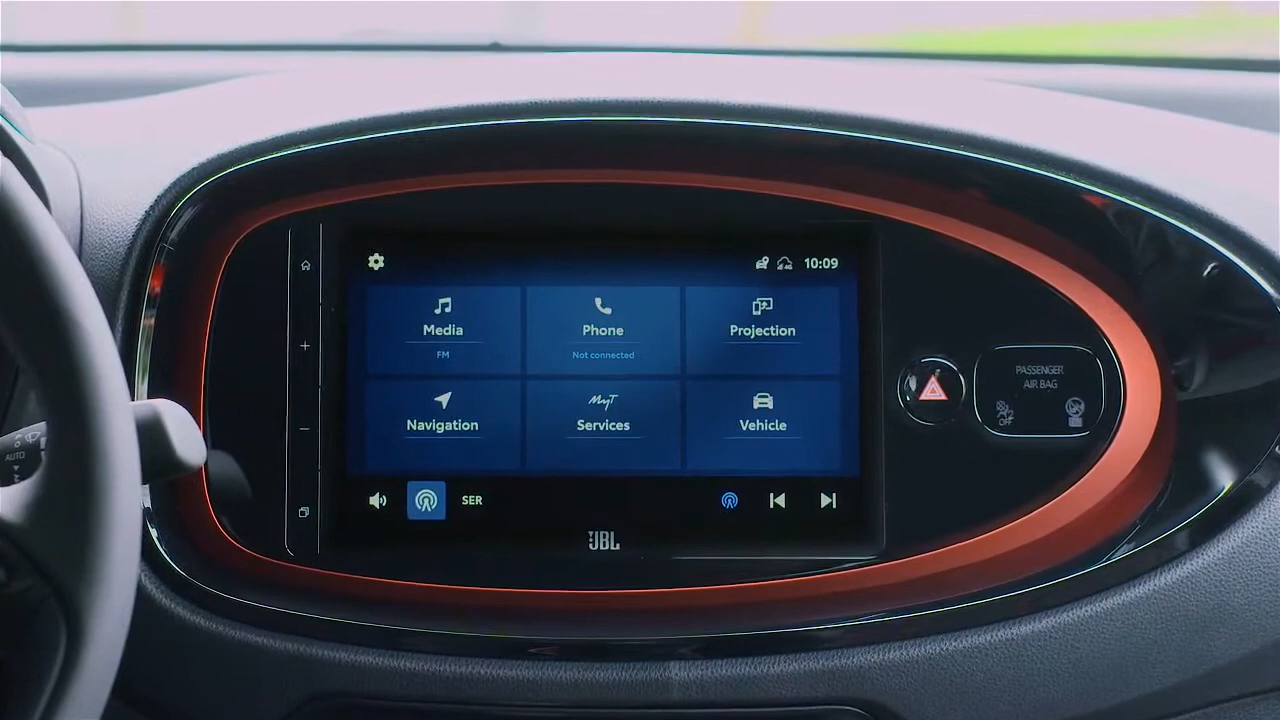 10:09
Media
FM
Phone
Not connected
Projection
Navigation
MyT
Services
Vehicle
SER
JBL
PASSENGER
AIR BAG
OFF
AUTO